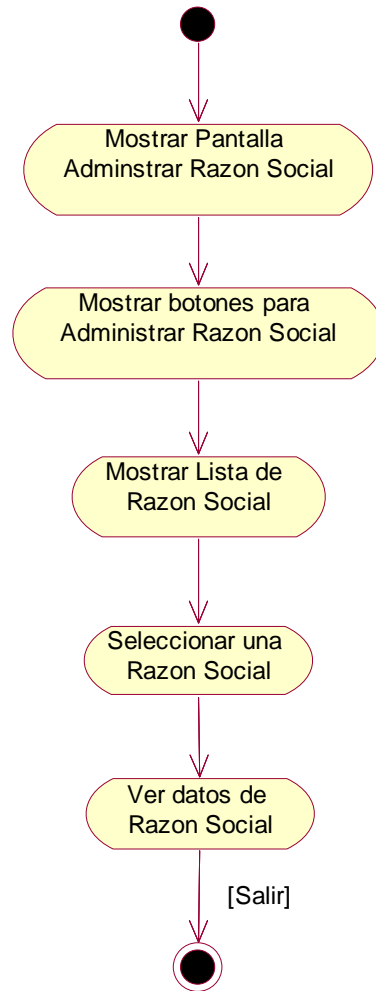 Mostrar Pantalla
Adminstrar Razon Social
Mostrar botones para
Administrar Razon Social
Mostrar Lista de
Razon Social
Seleccionar una
Razon Social
Ver datos de
Razon Social
[Salir]